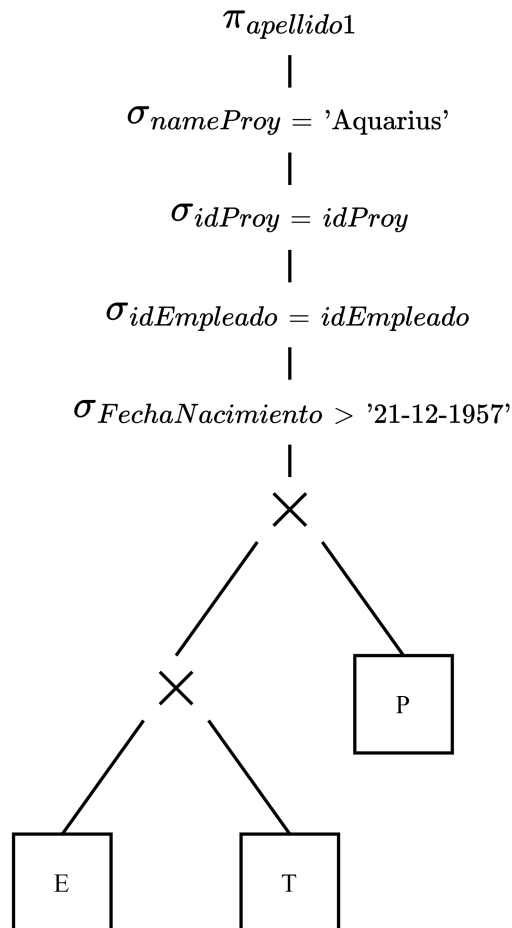 π apellido1
σ nameProy = 'Aquarius'
σ idProy = idProy
σ idEmpleado = idEmpleado
σ FechaNacimiento > '21-12-1957'
×
×
P
E
T